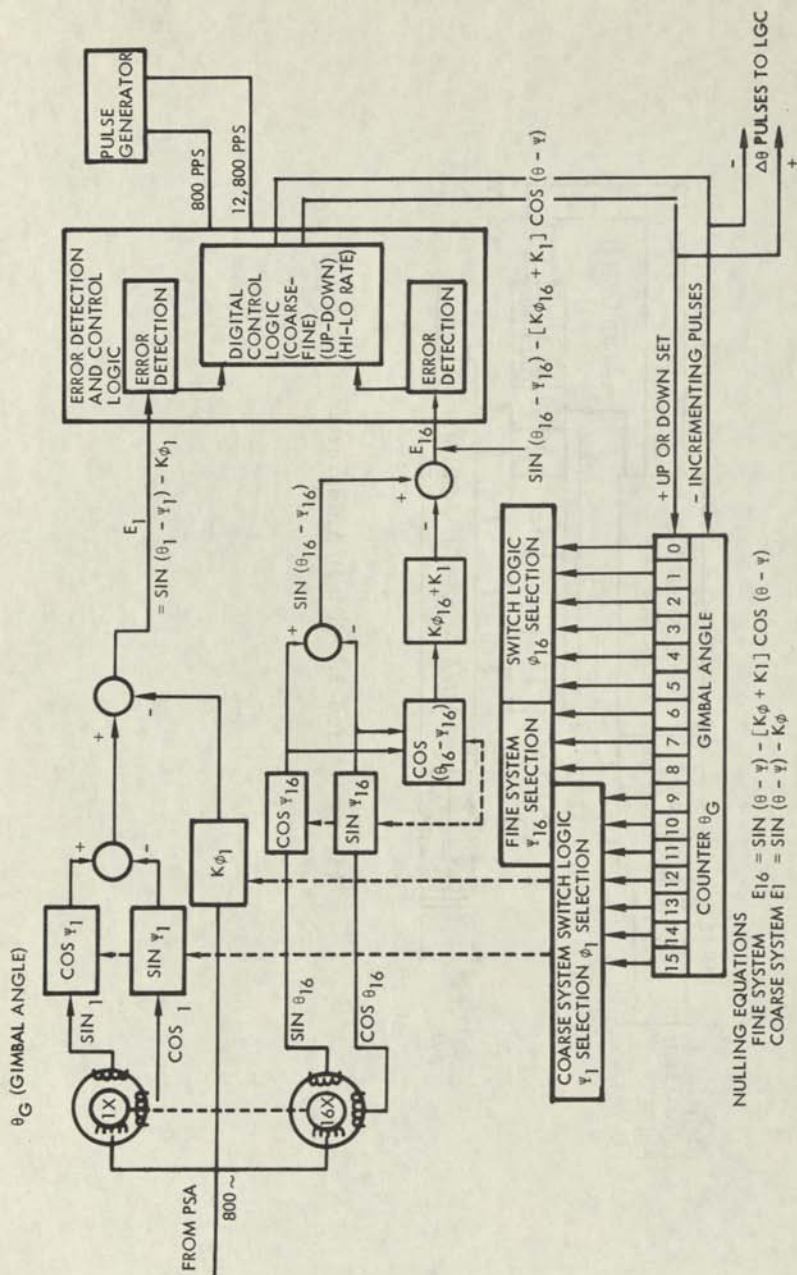 θG (GIMBAL ANGLE)
FROM PSA
800 ~
1X
16X
SIN 1
COS 1
COS Ψ1
SIN Ψ1
+
-
+
-
Kφ1
E1
= SIN (θ1 - Ψ1) - Kφ1
SIN θ16
COS θ16
COS Ψ16
SIN Ψ16
+
-
SIN (θ16 - Ψ16)
COS
(θ16-Ψ16)
Kφ16+K1
+
-
E16
SIN (θ16 - Ψ16) - [Kφ16 + K1] COS (θ - Ψ)
ERROR DETECTION
AND CONTROL
LOGIC
ERROR
DETECTION
DIGITAL
CONTROL
LOGIC
(COARSE-
FINE)
(UP-DOWN)
(HI-LO RATE)
ERROR
DETECTION
800 PPS
12,800 PPS
PULSE
GENERATOR
COARSE SYSTEM SWITCH LOGIC
Ψ1 SELECTION φ1 SELECTION
FINE SYSTEM
Ψ16 SELECTION
SWITCH LOGIC
φ16 SELECTION
15 14 13 12 11 10 9 8 7 6 5 4 3 2 1 0
COUNTER θG GIMBAL ANGLE
+ UP OR DOWN SET
- INCREMENTING PULSES
-
Δθ PULSES TO LGC
+
NULLING EQUATIONS
FINE SYSTEM E16 = SIN (θ - Ψ) - [Kφ + K1] COS (θ - Ψ)
COARSE SYSTEM E1 = SIN (θ - Ψ) - Kφ